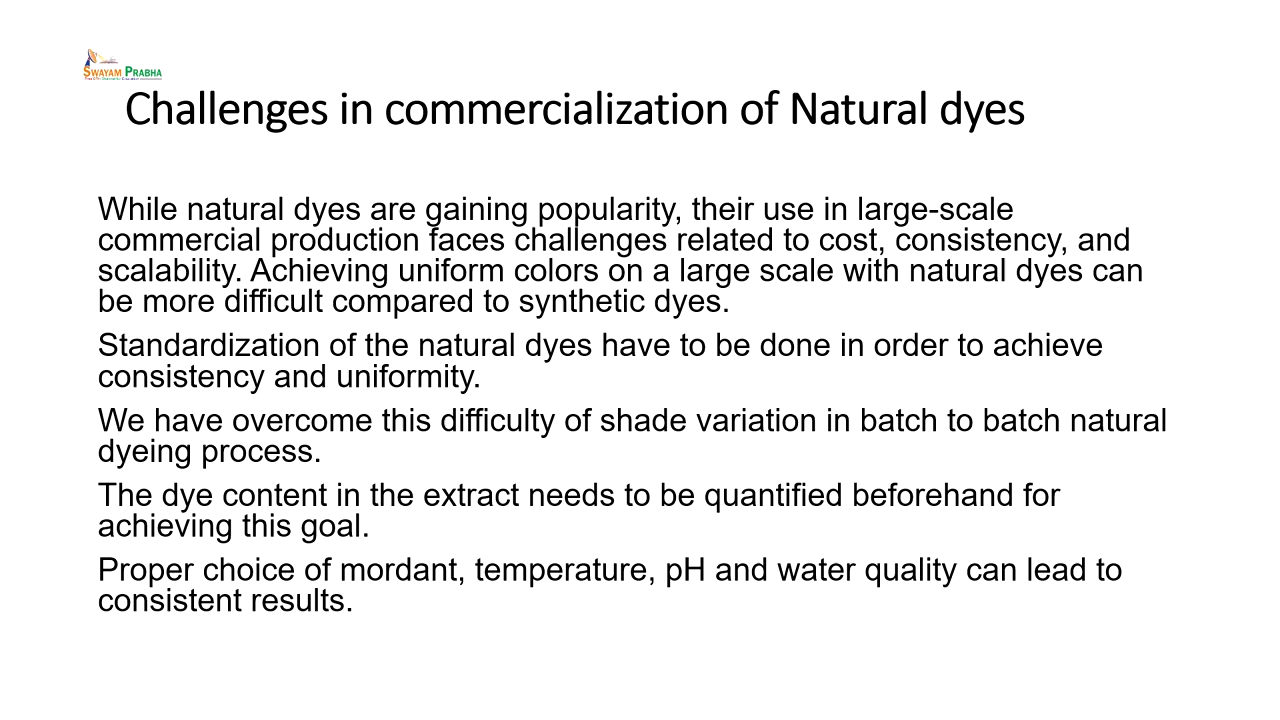 SWAYAM PRABHA
Challenges in commercialization of Natural dyes
While natural dyes are gaining popularity, their use in large-scale
commercial production faces challenges related to cost, consistency, and
scalability. Achieving uniform colors on a large scale with natural dyes can
be more difficult compared to synthetic dyes.
Standardization of the natural dyes have to be done in order to achieve
consistency and uniformity.
We have overcome this difficulty of shade variation in batch to batch natural
dyeing process.
The dye content in the extract needs to be quantified beforehand for
achieving this goal.
Proper choice of mordant, temperature, pH and water quality can lead to
consistent results.